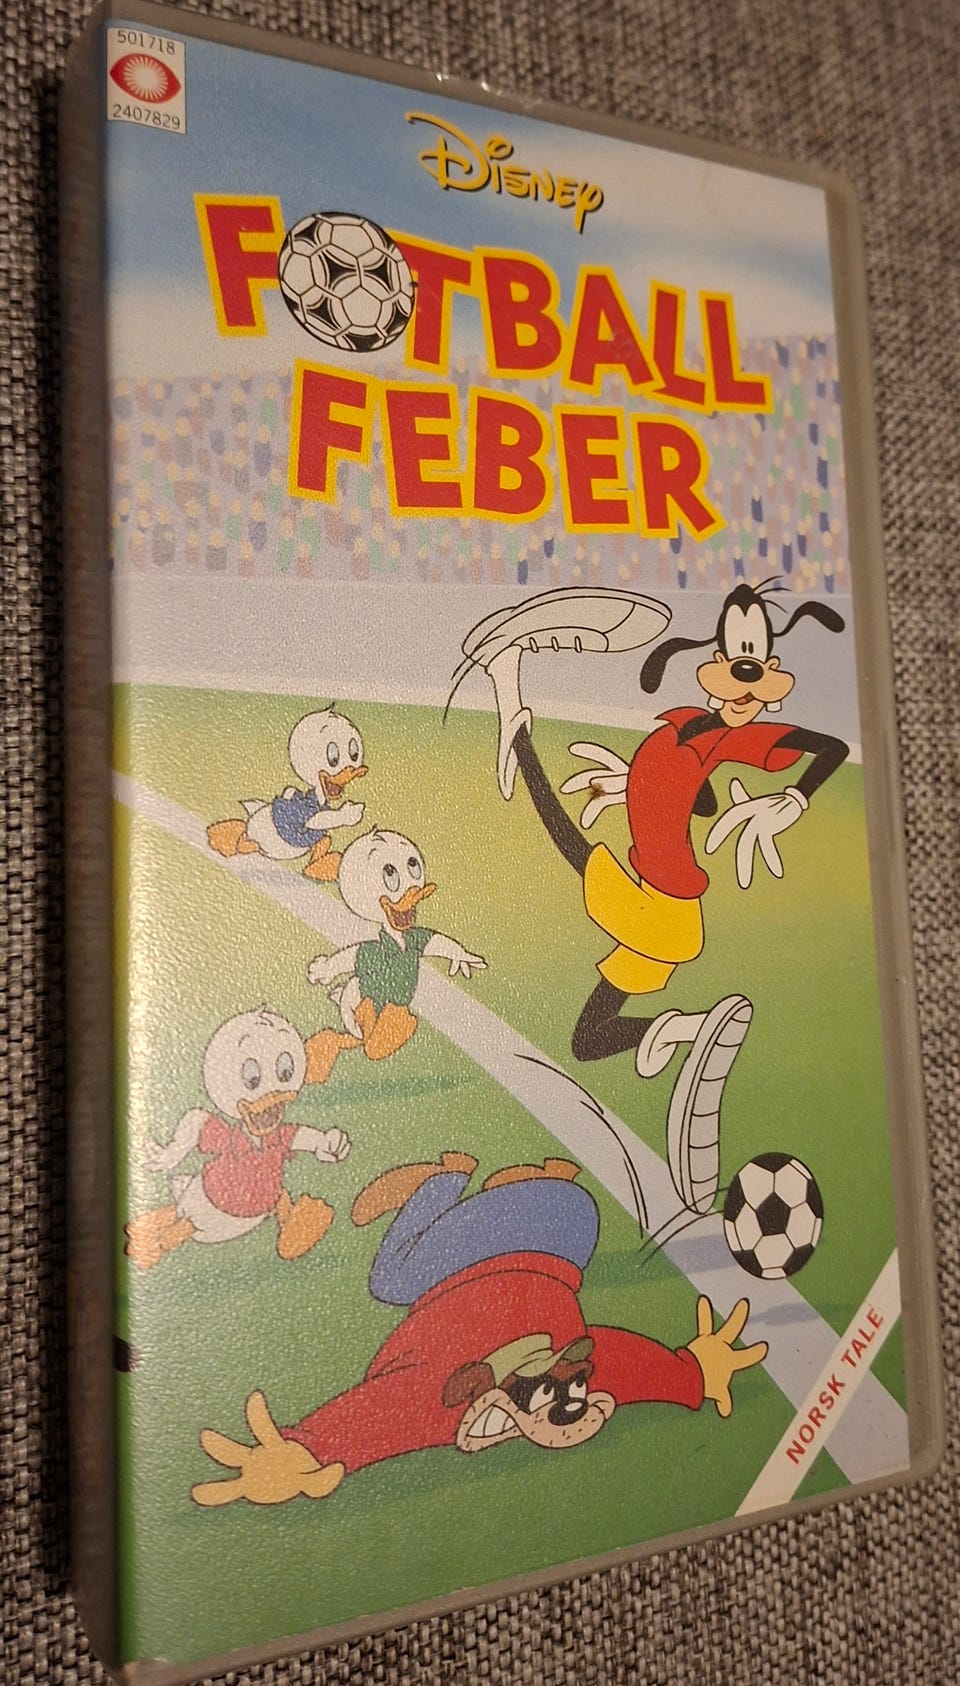 501718
2407829
Disney
FOTBALL
FEBER
NORSK TALE